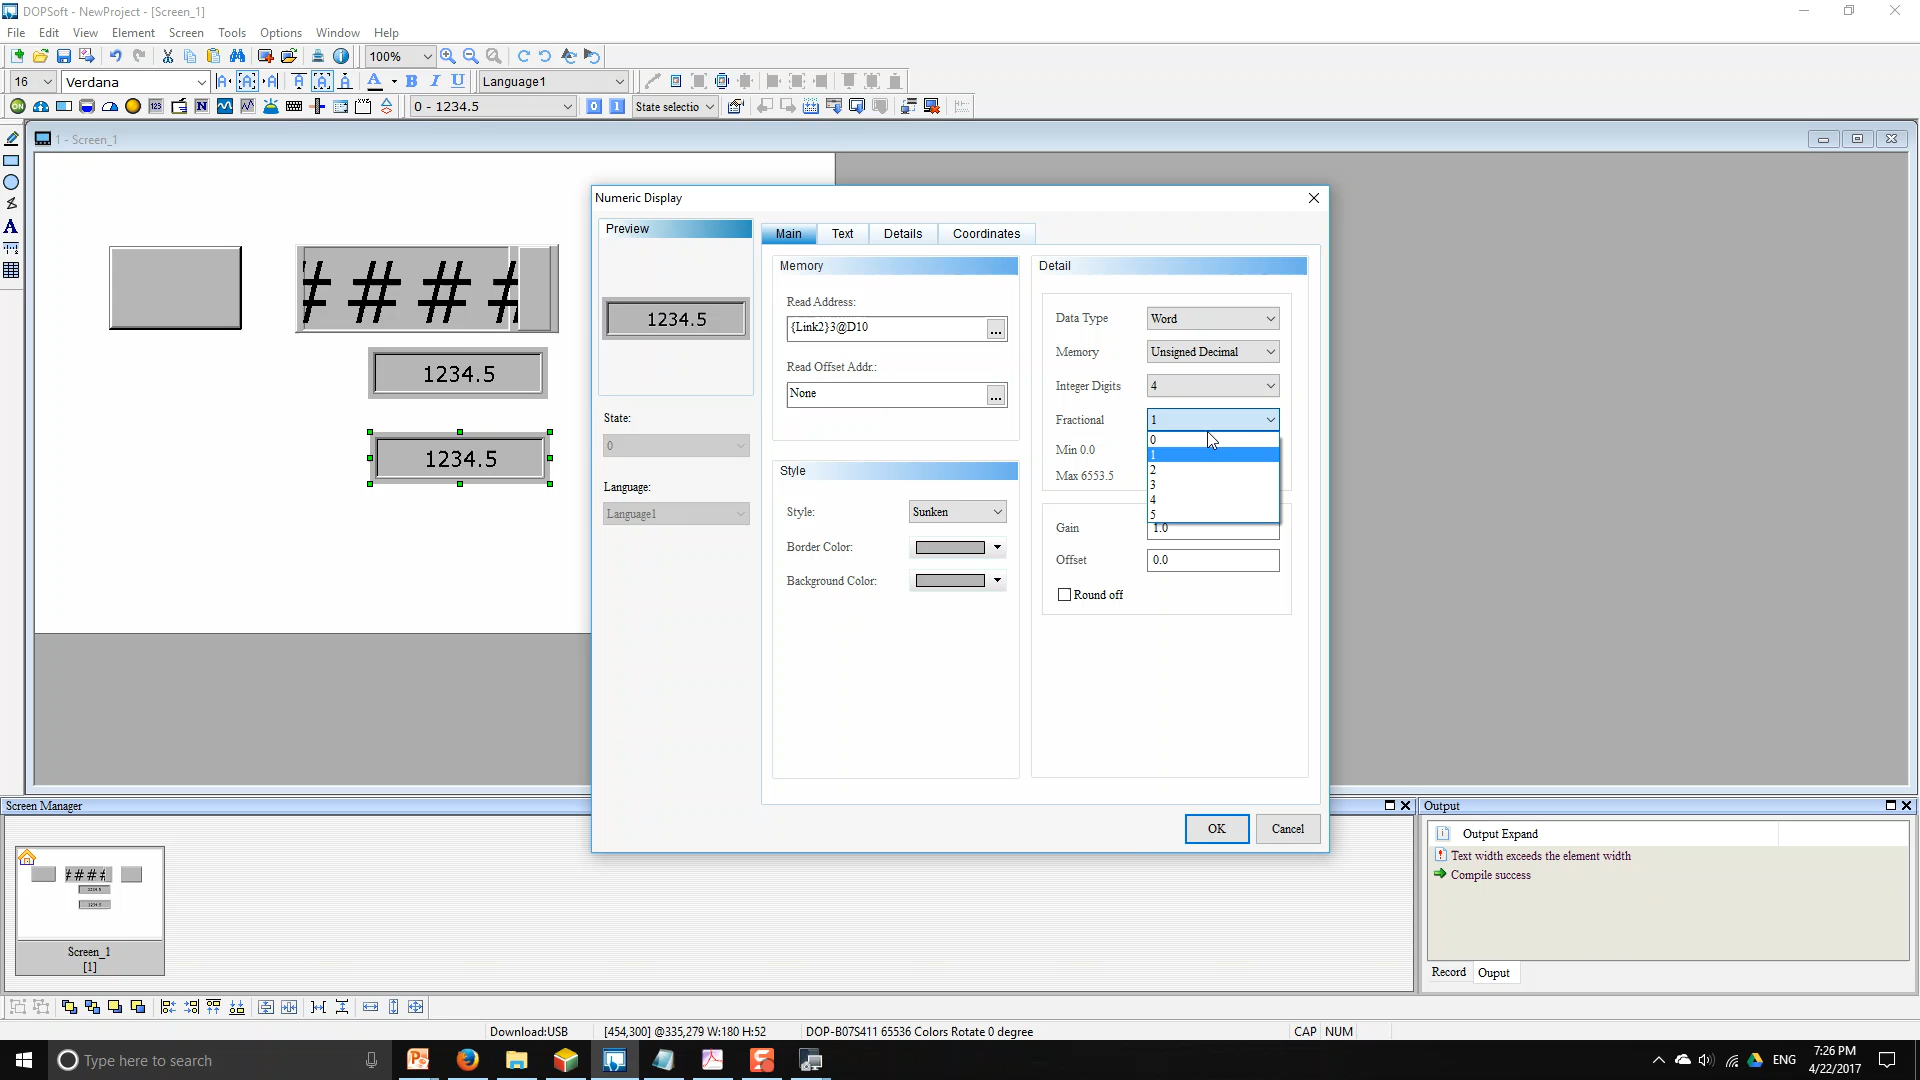 DOPSoft - NewProject - [Screen_1]
File Edit View Element Screen Tools Options Window Help
100%
16 Verdana Language1
0 - 1234.5 State selectio
1 - Screen_1
# # # #
1234.5
1234.5
Numeric Display
Preview
1234.5
State:
0
Language:
Language1
Main Text Details Coordinates
Memory
Read Address:
{Link2}3@D10
...
Read Offset Addr.:
None
...
Style
Style: Sunken
Border Color:
Background Color:
Detail
Data Type Word
Memory Unsigned Decimal
Integer Digits 4
Fractional 1
0
1
2
3
4
5
Min 0.0
Max 6553.5
Gain 1.0
Offset 0.0
Round off
OK Cancel
Screen Manager
# # # #
1234.5
1234.5
Screen_1
[1]
Output
Output Expand
Text width exceeds the element width
Compile success
Record Ouput
Download:USB [454,300] @335,279 W:180 H:52 DOP-B07S411 65536 Colors Rotate 0 degree CAP NUM
Type here to search
ENG
7:26 PM
4/22/2017